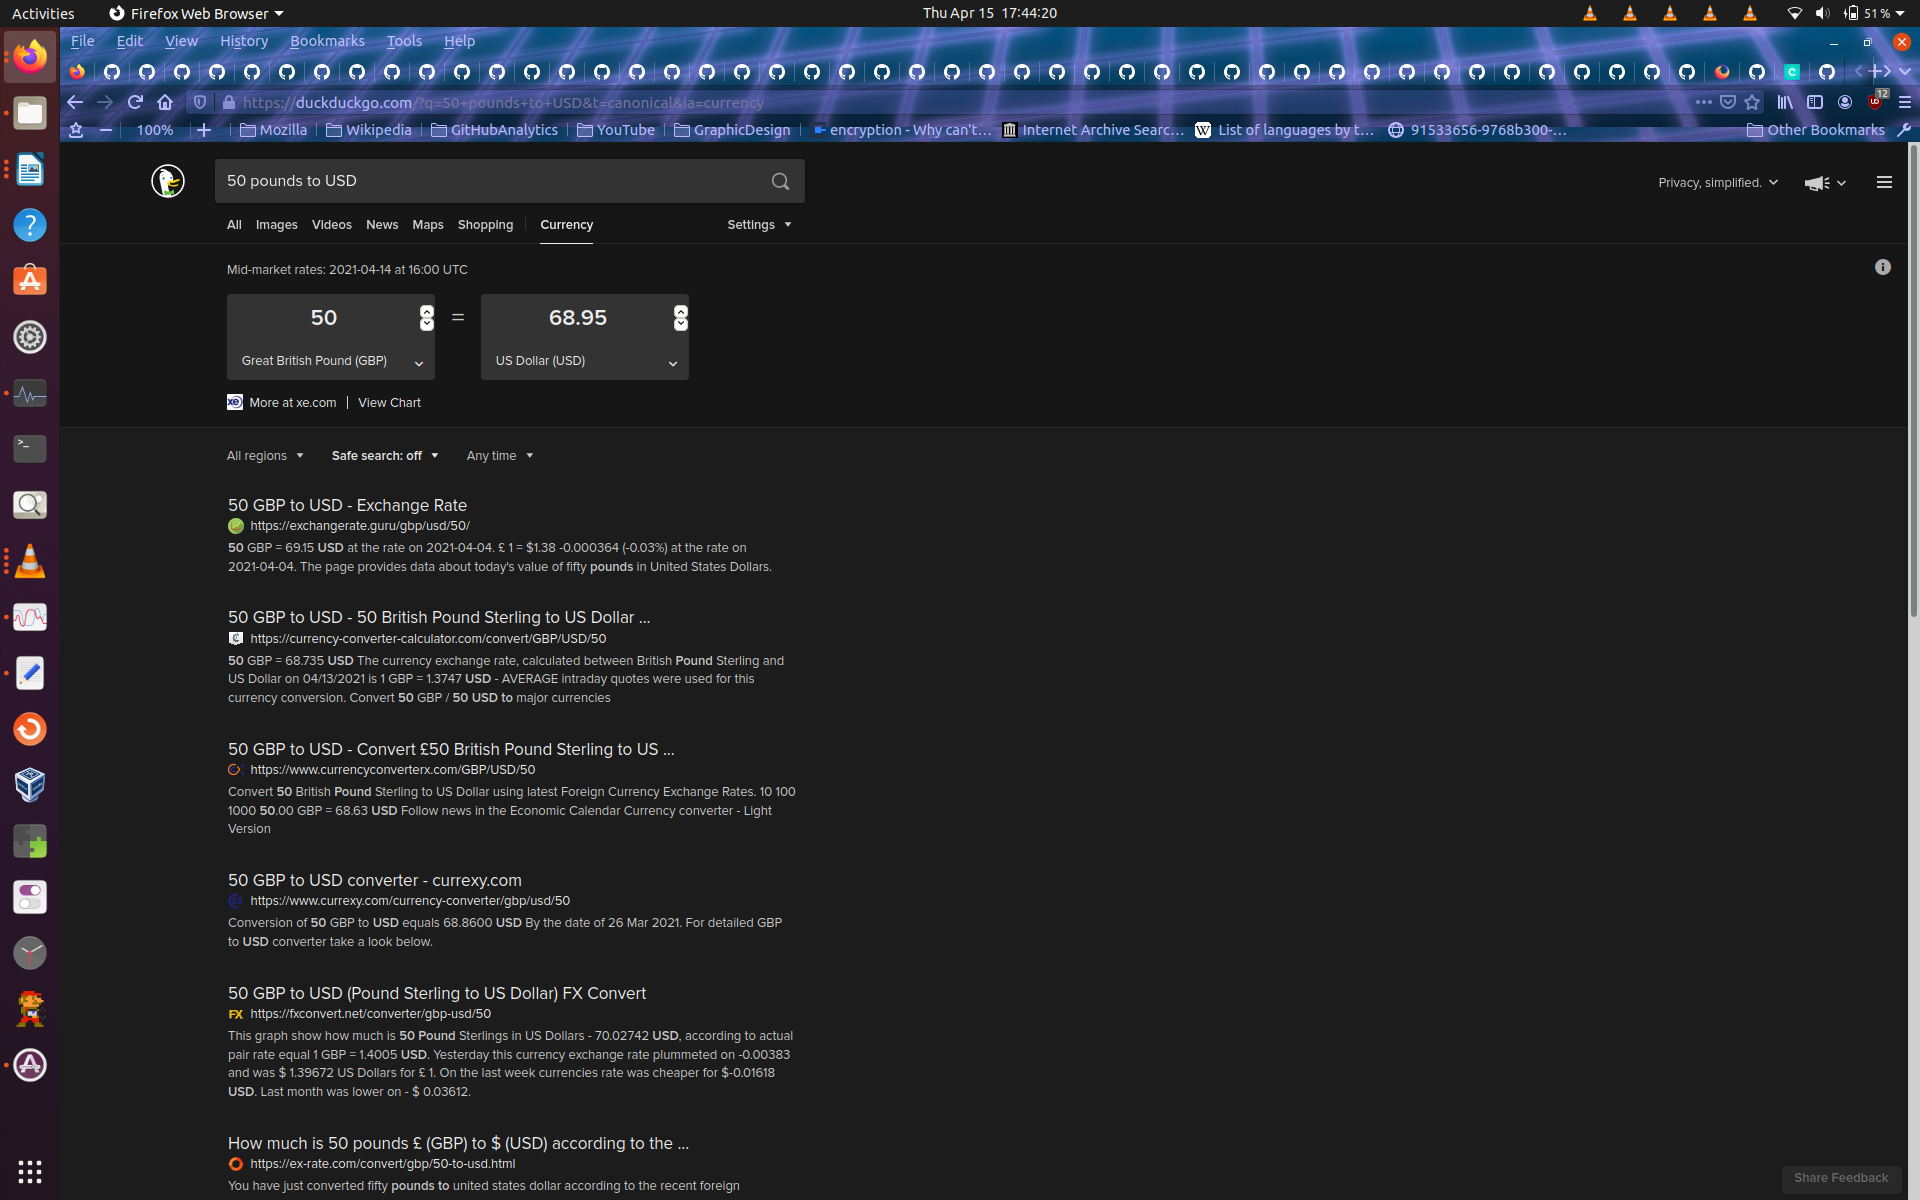 Activities
Firefox Web Browser
Thu Apr 15 17:44:20
51 %
File Edit View History Bookmarks Tools Help
https://duckduckgo.com/?q=50+pounds+to+USD&t=canonical&ia=currency
12
100%
Mozilla
Wikipedia
GitHubAnalytics
YouTube
GraphicDesign
encryption - Why can't…
Internet Archive Searc…
List of languages by t…
91533656-9768b300-…
Other Bookmarks
50 pounds to USD
Privacy, simplified.
All Images Videos News Maps Shopping Currency Settings
Mid-market rates: 2021-04-14 at 16:00 UTC
50 = 68.95
Great British Pound (GBP) US Dollar (USD)
xe More at xe.com | View Chart
All regions Safe search: off Any time
50 GBP to USD - Exchange Rate
https://exchangerate.guru/gbp/usd/50/
50 GBP = 69.15 USD at the rate on 2021-04-04. £ 1 = $1.38 -0.000364 (-0.03%) at the rate on
2021-04-04. The page provides data about today's value of fifty pounds in United States Dollars.
50 GBP to USD - 50 British Pound Sterling to US Dollar ...
https://currency-converter-calculator.com/convert/GBP/USD/50
50 GBP = 68.735 USD The currency exchange rate, calculated between British Pound Sterling and
US Dollar on 04/13/2021 is 1 GBP = 1.3747 USD - AVERAGE intraday quotes were used for this
currency conversion. Convert 50 GBP / 50 USD to major currencies
50 GBP to USD - Convert £50 British Pound Sterling to US ...
https://www.currencyconverterx.com/GBP/USD/50
Convert 50 British Pound Sterling to US Dollar using latest Foreign Currency Exchange Rates. 10 100
1000 50.00 GBP = 68.63 USD Follow news in the Economic Calendar Currency converter - Light
Version
50 GBP to USD converter - currexy.com
https://www.currexy.com/currency-converter/gbp/usd/50
Conversion of 50 GBP to USD equals 68.8600 USD By the date of 26 Mar 2021. For detailed GBP
to USD converter take a look below.
50 GBP to USD (Pound Sterling to US Dollar) FX Convert
FX https://fxconvert.net/converter/gbp-usd/50
This graph show how much is 50 Pound Sterlings in US Dollars - 70.02742 USD, according to actual
pair rate equal 1 GBP = 1.4005 USD. Yesterday this currency exchange rate plummeted on -0.00383
and was $ 1.39672 US Dollars for £ 1. On the last week currencies rate was cheaper for $-0.01618
USD. Last month was lower on - $ 0.03612.
How much is 50 pounds £ (GBP) to $ (USD) according to the ...
https://ex-rate.com/convert/gbp/50-to-usd.html
You have just converted fifty pounds to united states dollar according to the recent foreign
Share Feedback